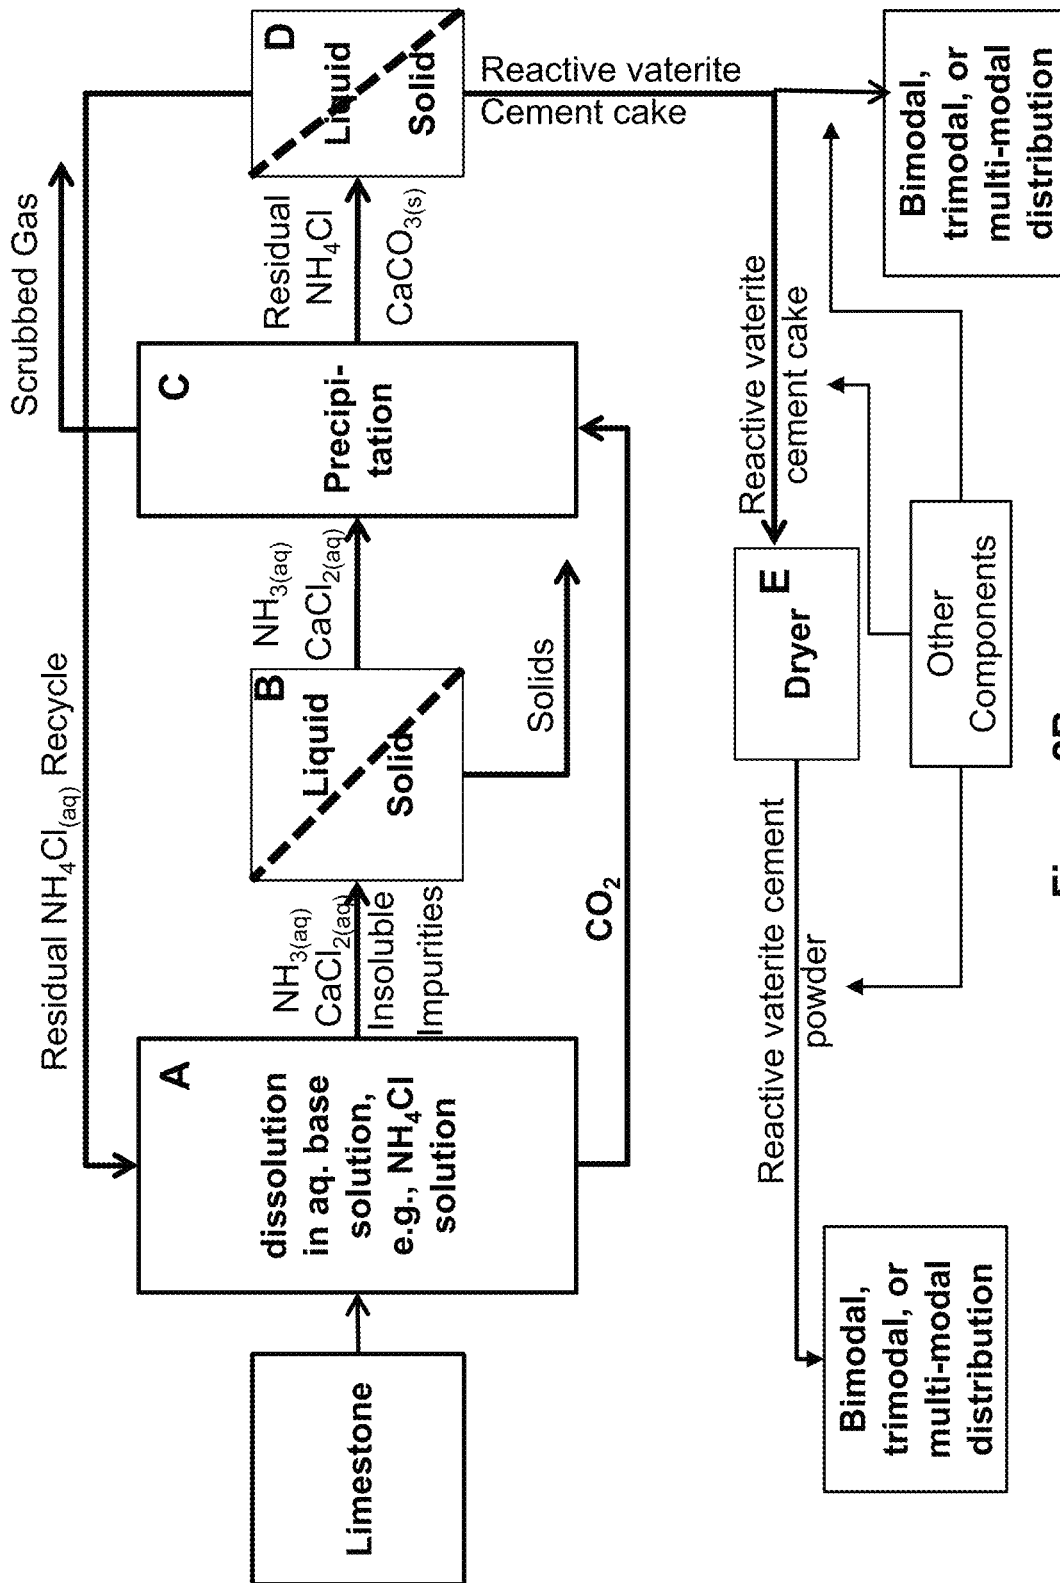 Scrubbed Gas
Residual NH₄Cl₍aq₎ Recycle
Limestone
A
dissolution
in aq. base
solution,
e.g., NH₄Cl
solution
NH₃(aq)
CaCl₂(aq)
Insoluble
Impurities
B
Liquid
Solid
Solids
NH₃(aq)
CaCl₂(aq)
CO₂
C
Precipi-
tation
Residual
NH₄Cl
CaCO₃(s)
D
Liquid
Solid
Reactive vaterite
Cement cake
Reactive vaterite
cement cake
E
Dryer
Reactive vaterite cement
powder
Other
Components
Bimodal,
trimodal, or
multi-modal
distribution
Bimodal,
trimodal, or
multi-modal
distribution